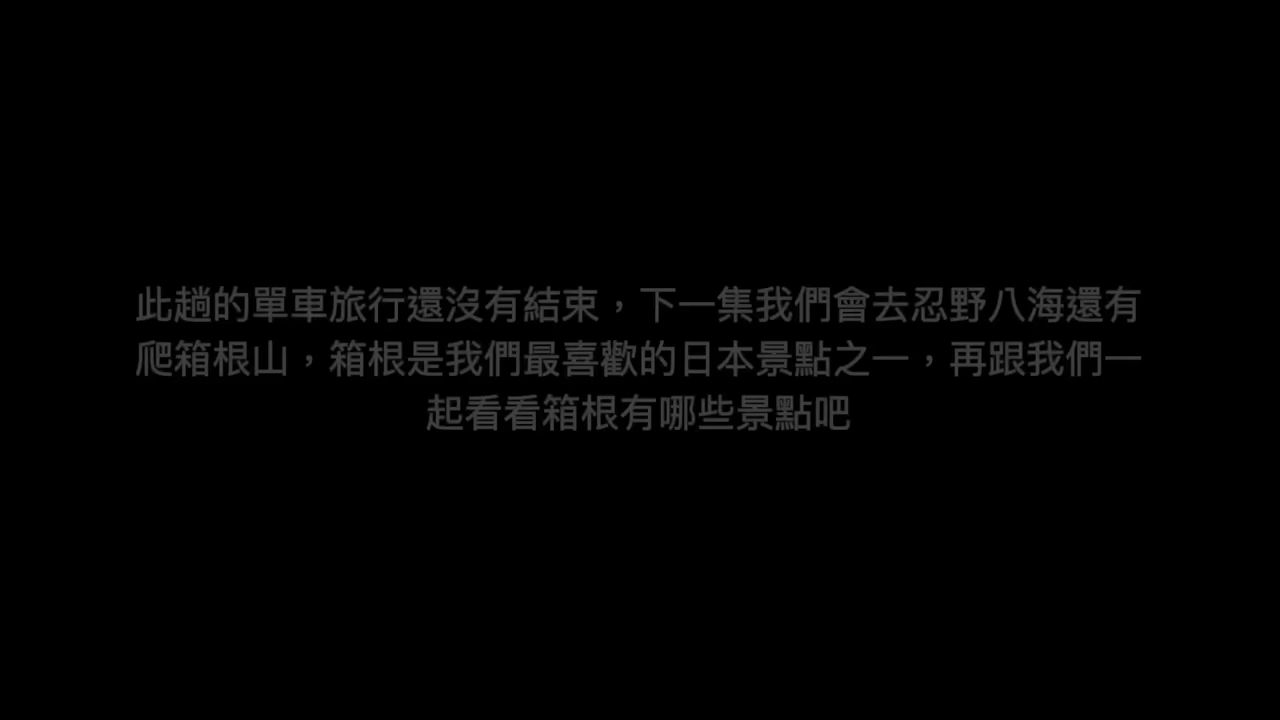 此趟的單車旅行還沒有結束，下一集我們會去忍野八海還有
爬箱根山，箱根是我們最喜歡的日本景點之一，再跟我們一
起看看箱根有哪些景點吧